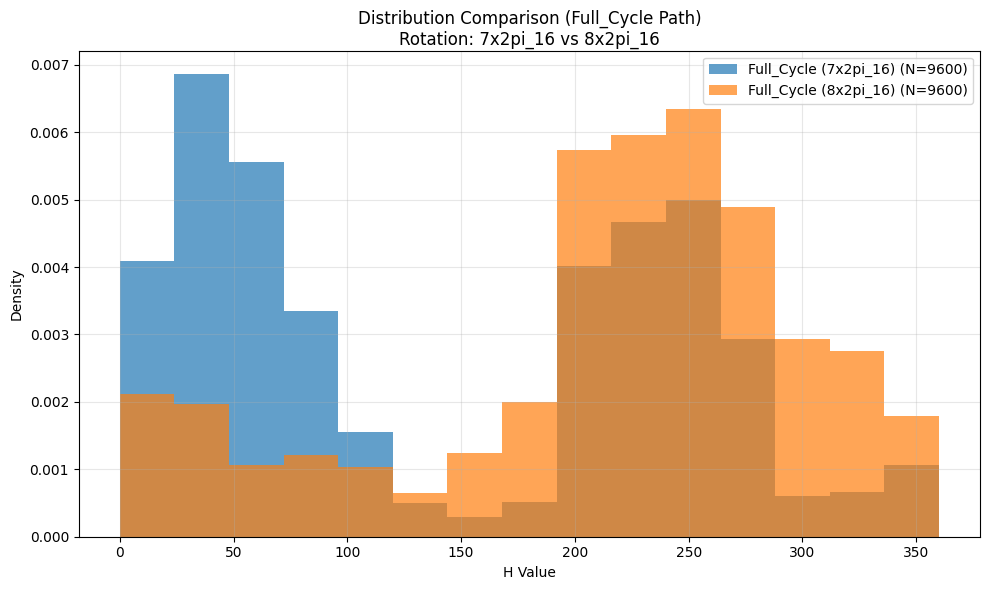 Distribution Comparison (Full_Cycle Path)
Rotation: 7x2pi_16 vs 8x2pi_16
Full_Cycle (7x2pi_16) (N=9600)
Full_Cycle (8x2pi_16) (N=9600)
0.007
0.006
0.005
0.004
0.003
0.002
0.001
0.000
Density
0 50 100 150 200 250 300 350
H Value